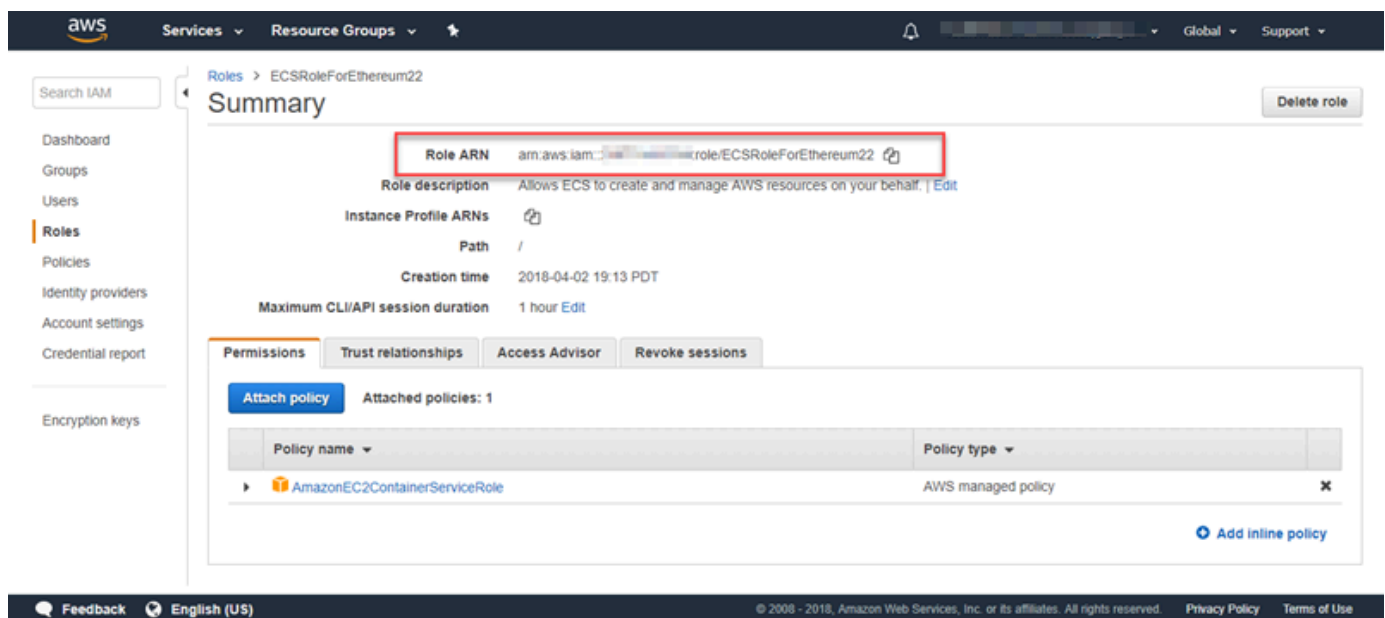 aws Services Resource Groups Global Support
Roles > ECSRoleForEthereum22
Search IAM
Summary
Delete role
Dashboard
Groups
Users
Roles
Policies
Identity providers
Account settings
Credential report
Encryption keys
Role ARN arn:aws:iam:: :role/ECSRoleForEthereum22
Role description Allows ECS to create and manage AWS resources on your behalf. | Edit
Instance Profile ARNs
Path /
Creation time 2018-04-02 19:13 PDT
Maximum CLI/API session duration 1 hour Edit
Permissions Trust relationships Access Advisor Revoke sessions
Attach policy Attached policies: 1
Policy name Policy type
AmazonEC2ContainerServiceRole AWS managed policy
Add inline policy
Feedback English (US) © 2008 - 2018, Amazon Web Services, Inc. or its affiliates. All rights reserved. Privacy Policy Terms of Use